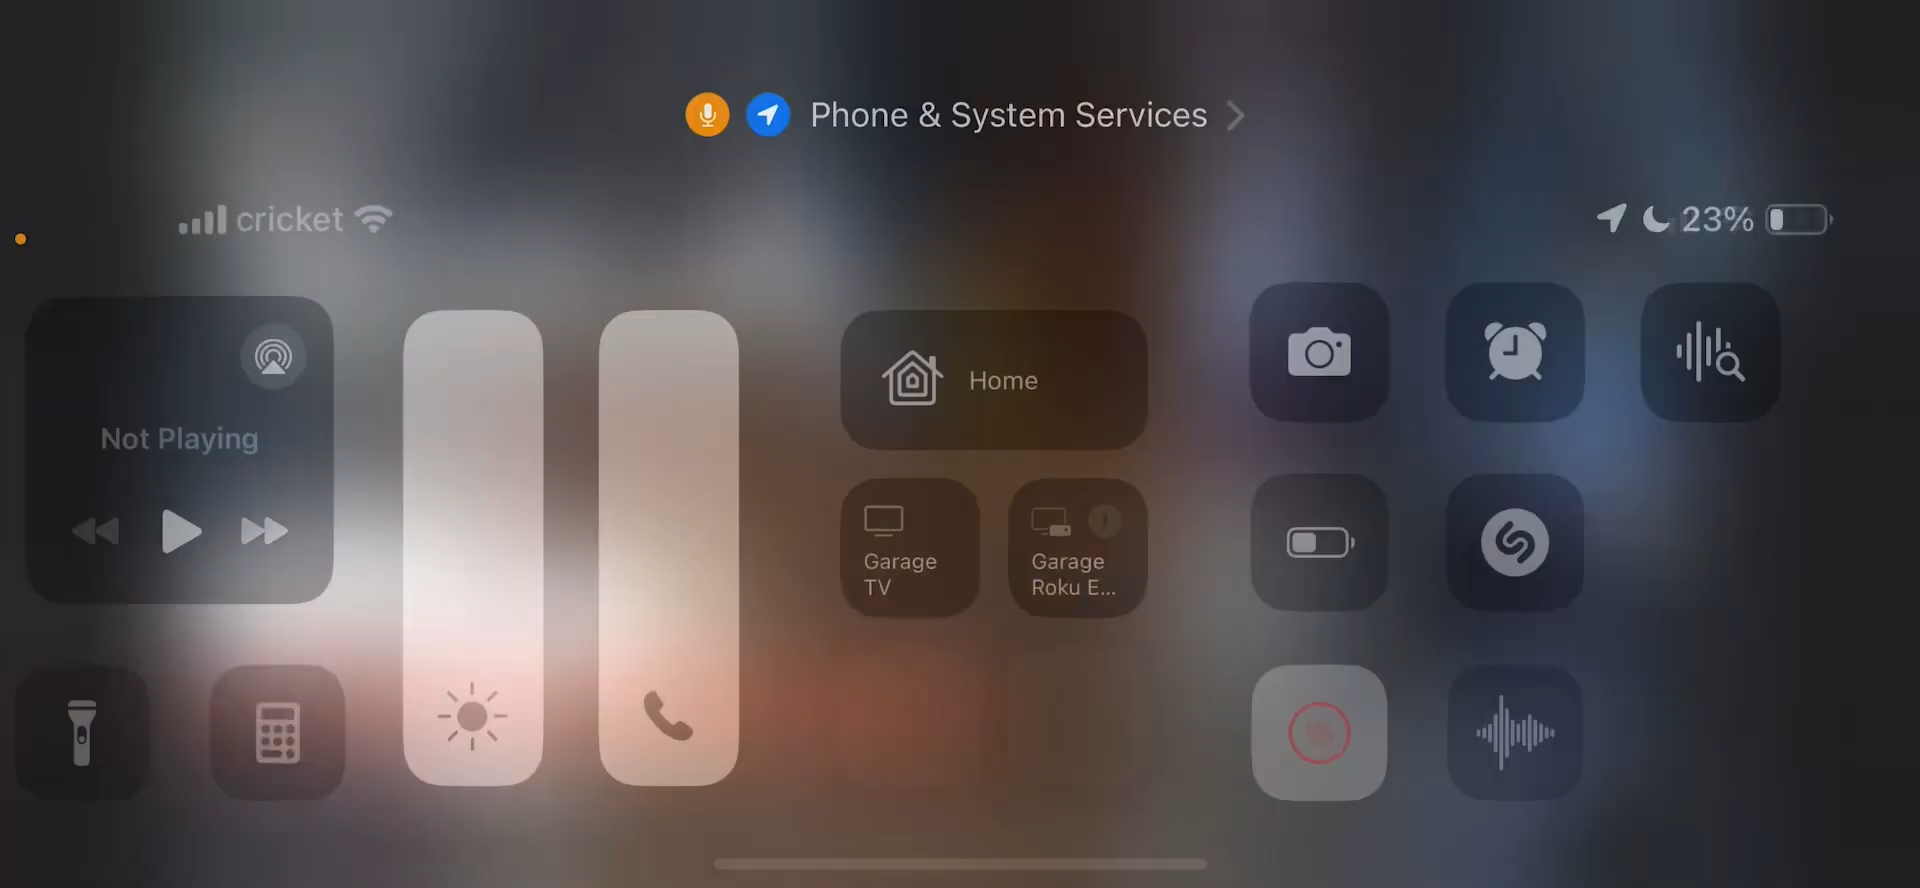 Phone & System Services
cricket
23%
Not Playing
Home
Garage
TV
Garage
Roku E...